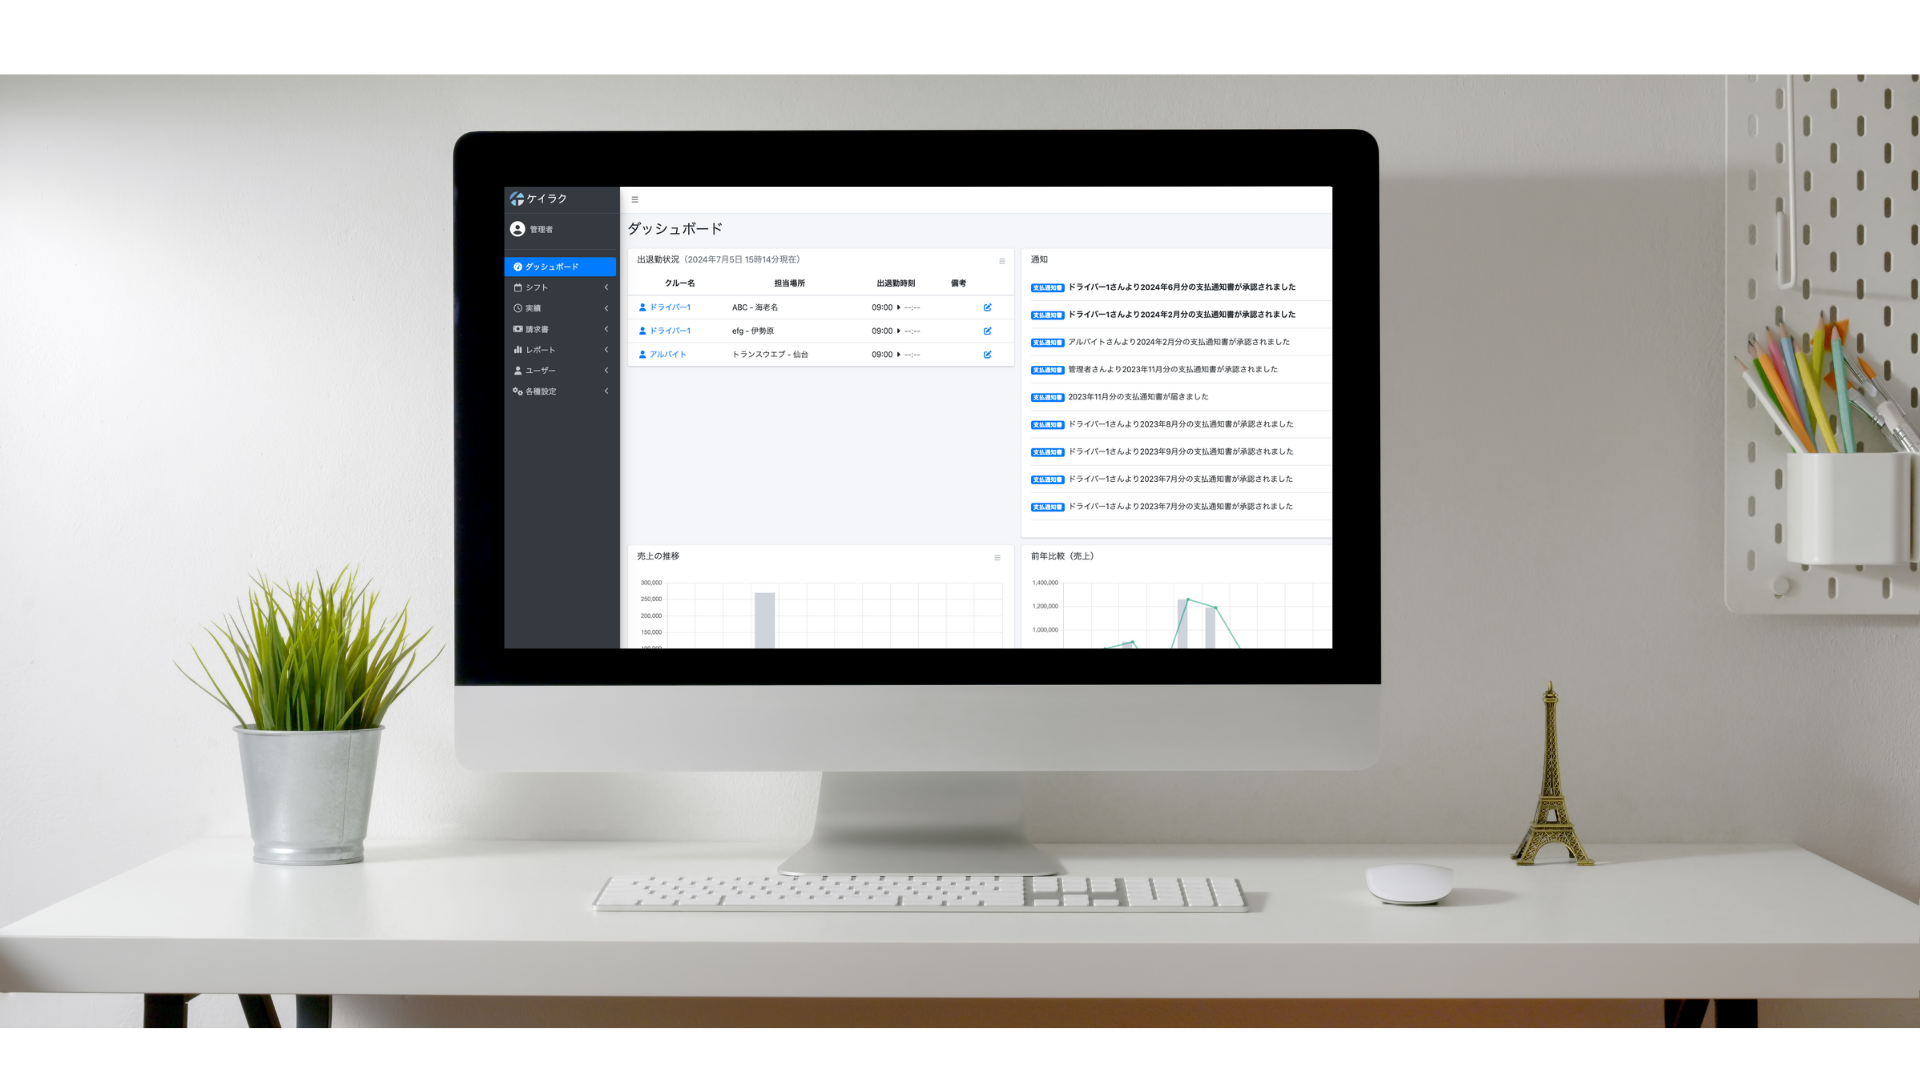 ケイラク
管理者
ダッシュボード
シフト
実績
請求書
レポート
ユーザー
各種設定
ダッシュボード
出退勤状況（2024年7月5日 15時14分現在）
クルー名 担当場所 出退勤時刻 備考
ドライバー1 ABC - 海老名 09:00 --:--
ドライバー1 efg - 伊勢原 09:00 --:--
アルバイト トランスウエブ - 仙台 09:00 --:--
通知
支払通知書 ドライバー1さんより2024年6月分の支払通知書が承認されました
支払通知書 ドライバー1さんより2024年2月分の支払通知書が承認されました
支払通知書 アルバイトさんより2024年2月分の支払通知書が承認されました
支払通知書 管理者さんより2023年11月分の支払通知書が承認されました
支払通知書 2023年11月分の支払通知書が届きました
支払通知書 ドライバー1さんより2023年8月分の支払通知書が承認されました
支払通知書 ドライバー1さんより2023年9月分の支払通知書が承認されました
支払通知書 ドライバー1さんより2023年7月分の支払通知書が承認されました
支払通知書 ドライバー1さんより2023年7月分の支払通知書が承認されました
売上の推移
300,000
250,000
200,000
150,000
前年比較（売上）
1,400,000
1,200,000
1,000,000